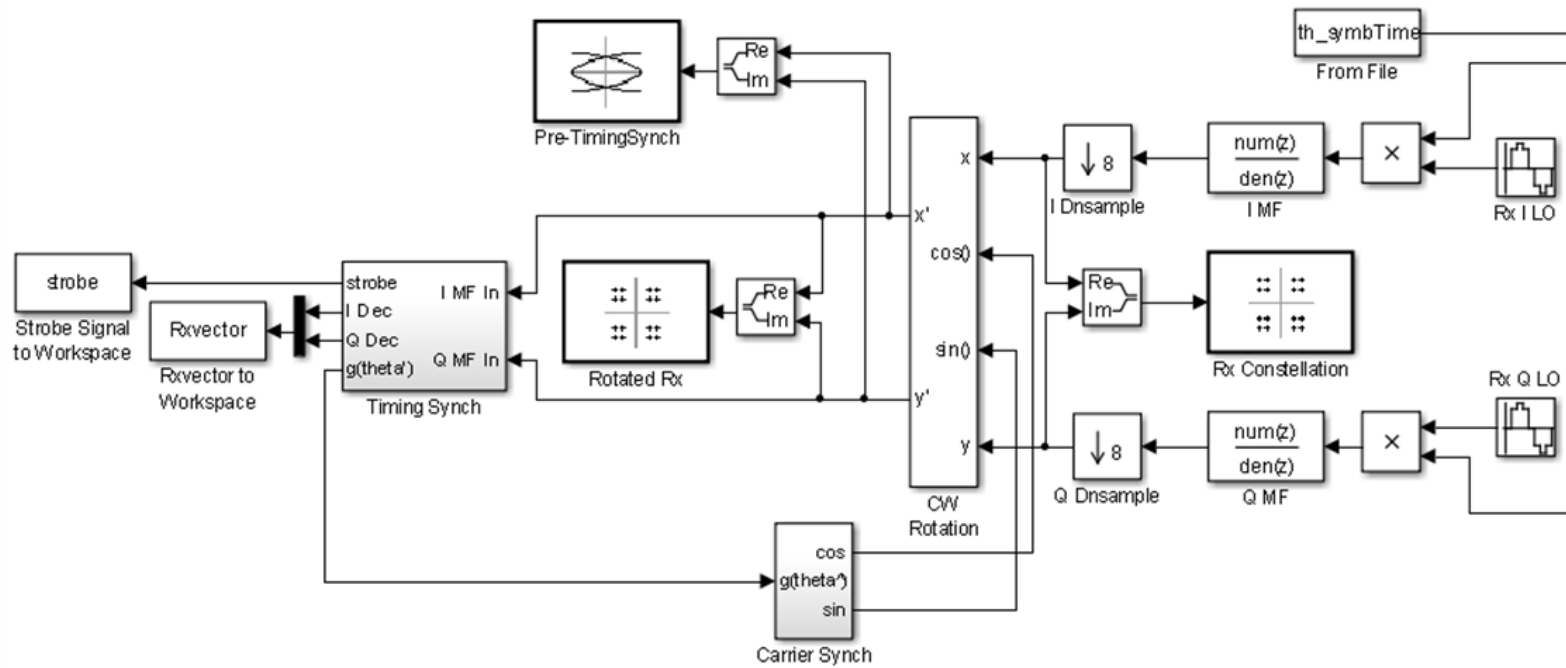 th_symbTime
From File
Re
Im
Pre-TimingSynch
x
↓ 8
I Dnsample
num(z)
den(z)
I MF
×
Rx I LO
x'
cos()
strobe
Strobe Signal
to Workspace
Rxvector
Rxvector to
Workspace
strobe
I Dec
Q Dec
g(theta')
I MF In
Q MF In
Timing Synch
Rotated Rx
Re
Im
Re
Im
Rx Constellation
sin()
y'
y
CW
Rotation
↓ 8
Q Dnsample
num(z)
den(z)
Q MF
×
Rx Q LO
cos
g(theta^)
sin
Carrier Synch